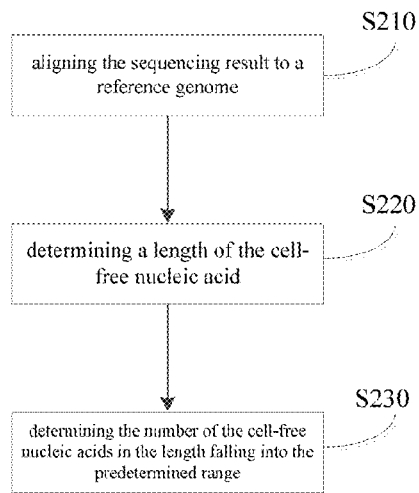 S210
aligning the sequencing result to a
reference genome
S220
determining a length of the cell-
free nucleic acid
S230
determining the number of the cell-free
nucleic acids in the length falling into the
predetermined range